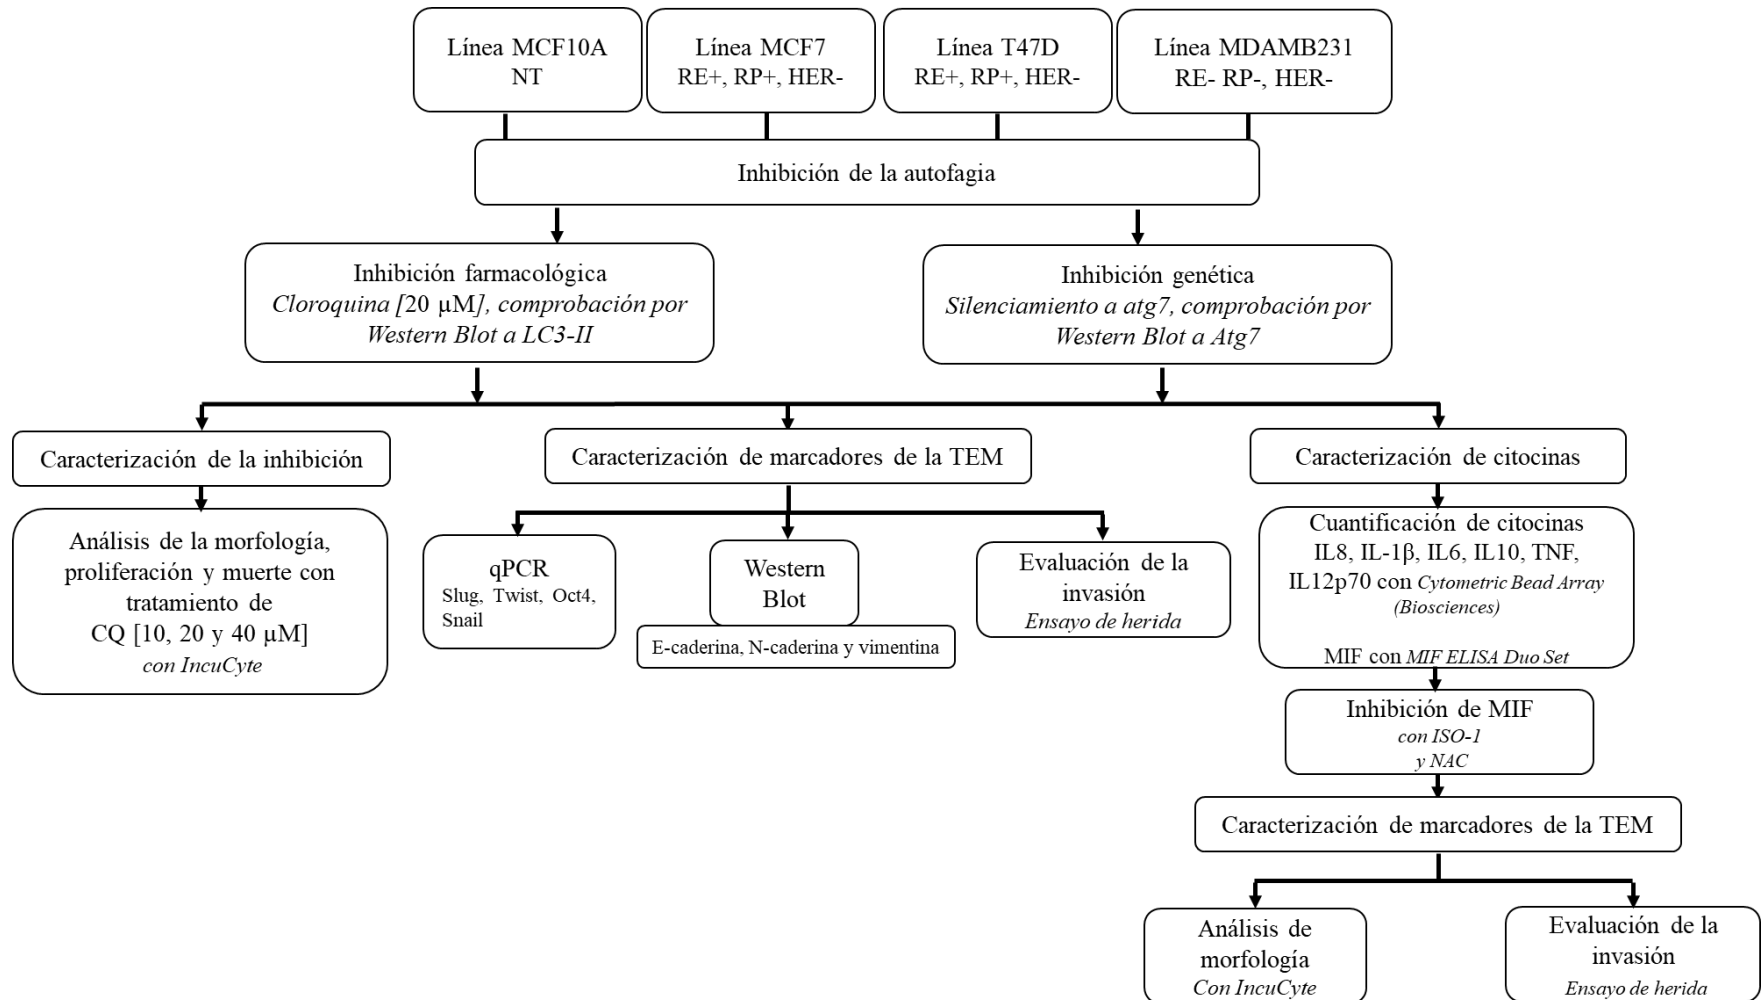 Línea MCF10A
NT
Línea MCF7
RE+, RP+, HER-
Línea T47D
RE+, RP+, HER-
Línea MDAMB231
RE- RP-, HER-
Inhibición de la autofagia
Inhibición farmacológica
Cloroquina [20 µM], comprobación por
Western Blot a LC3-II
Inhibición genética
Silenciamiento a atg7, comprobación por
Western Blot a Atg7
Caracterización de la inhibición
Caracterización de marcadores de la TEM
Caracterización de citocinas
Análisis de la morfología,
proliferación y muerte con
tratamiento de
CQ [10, 20 y 40 µM]
con IncuCyte
qPCR
Slug, Twist, Oct4,
Snail
Western
Blot
E-caderina, N-caderina y vimentina
Evaluación de la
invasión
Ensayo de herida
Cuantificación de citocinas
IL8, IL-1β, IL6, IL10, TNF,
IL12p70 con Cytometric Bead Array
(Biosciences)
MIF con MIF ELISA Duo Set
Inhibición de MIF
con ISO-1
y NAC
Caracterización de marcadores de la TEM
Análisis de
morfología
Con IncuCyte
Evaluación de la
invasión
Ensayo de herida